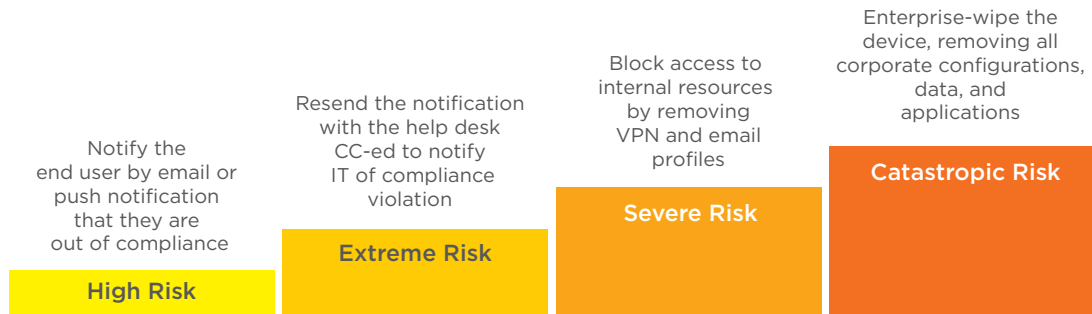 Notify the
end user by email or
push notification
that they are
out of compliance
High Risk
Resend the notification
with the help desk
CC-ed to notify
IT of compliance
violation
Extreme Risk
Block access to
internal resources
by removing
VPN and email
profiles
Severe Risk
Enterprise-wipe the
device, removing all
corporate configurations,
data, and
applications
Catastropic Risk